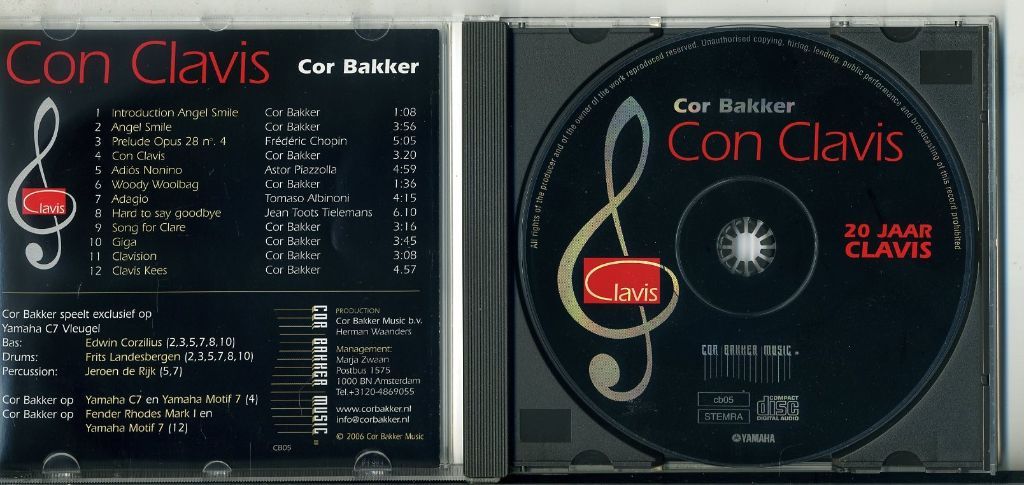 Con Clavis Cor Bakker
1 Introduction Angel Smile Cor Bakker 1:08
2 Angel Smile Cor Bakker 3:56
3 Prelude Opus 28 nº. 4 Frédéric Chopin 5:05
4 Con Clavis Cor Bakker 3.20
5 Adiós Nonino Astor Piazzolla 4:59
6 Woody Woolbag Cor Bakker 1:36
7 Adagio Tomaso Albinoni 4:15
8 Hard to say goodbye Jean Toots Tielemans 6.10
9 Song for Clare Cor Bakker 3:16
10 Giga Cor Bakker 3:45
11 Clavision Cor Bakker 3:08
12 Clavis Kees Cor Bakker 4.57
Clavis
Cor Bakker speelt exclusief op
Yamaha C7 Vleugel
Bas: Edwin Corzilius (2,3,5,7,8,10)
Drums: Frits Landesbergen (2,3,5,7,8,10)
Percussion: Jeroen de Rijk (5,7)
Cor Bakker op Yamaha C7 en Yamaha Motif 7 (4)
Cor Bakker op Fender Rhodes Mark I en
Yamaha Motif 7 (12)
COR BAKKER MUSIC
PRODUCTION
Cor Bakker Music b.v.
Herman Waanders
Management:
Marja Zwaan
Postbus 1575
1000 BN Amsterdam
Tel.+3120-4869055
www.corbakker.nl
info@corbakker.nl
© 2006 Cor Bakker Music
CB05
All rights of the producer and of the owner of the work reproduced reserved. Unauthorised copying, hiring, lending, public performance and broadcasting of this record prohibited
Cor Bakker
Con Clavis
20 JAAR
CLAVIS
Clavis
COR BAKKER MUSIC
cb05
STEMRA
COMPACT
disc
DIGITAL AUDIO
YAMAHA